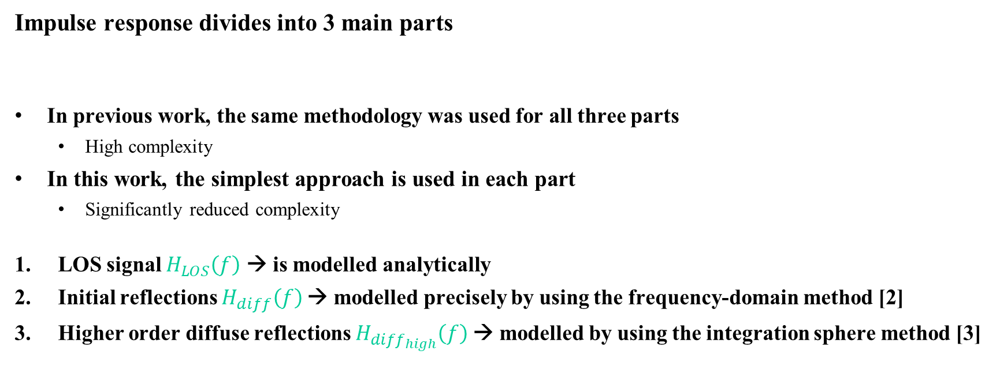 Impulse response divides into 3 main parts
• In previous work, the same methodology was used for all three parts
• High complexity
• In this work, the simplest approach is used in each part
• Significantly reduced complexity
1. LOS signal H_{LOS}(f) → is modelled analytically
2. Initial reflections H_{diff}(f) → modelled precisely by using the frequency-domain method [2]
3. Higher order diffuse reflections H_{diff_{high}}(f) → modelled by using the integration sphere method [3]